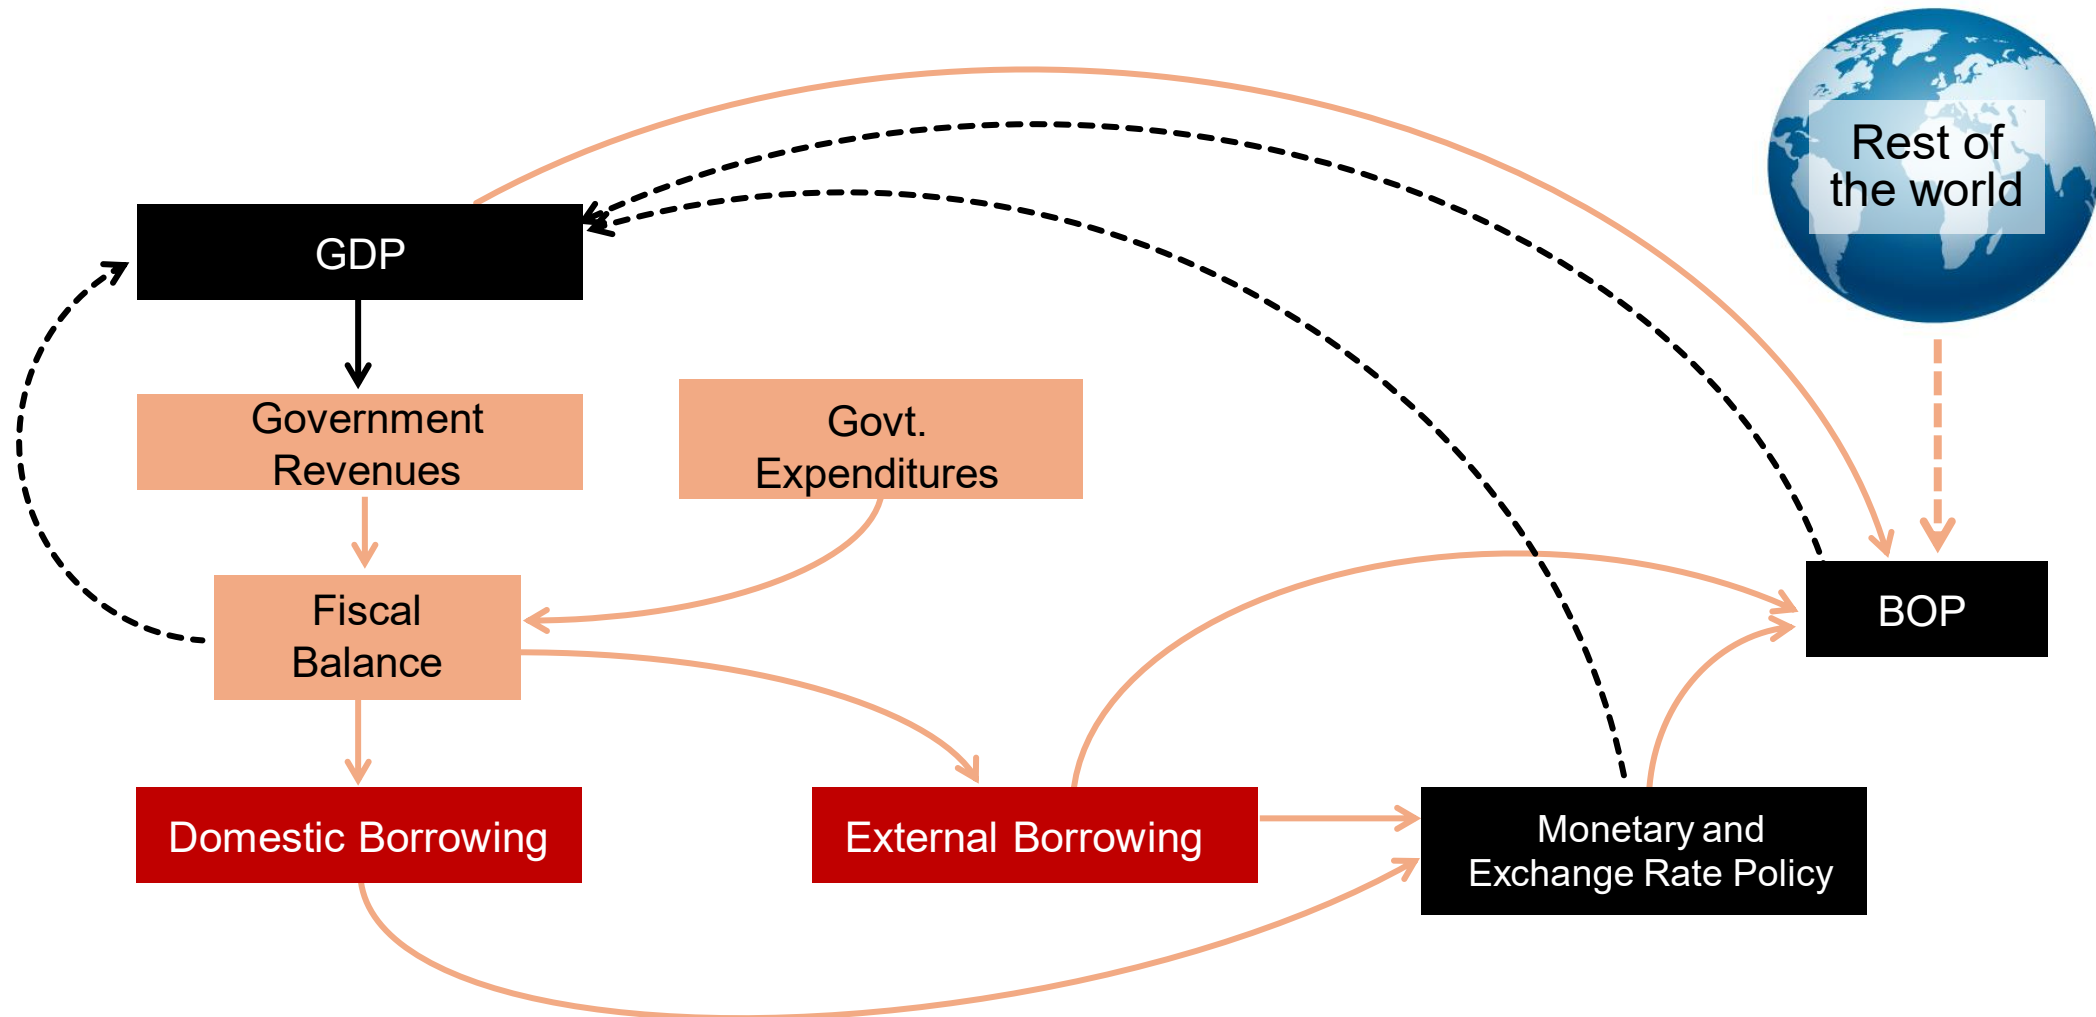 Rest of
the world
GDP
Government
Revenues
Govt.
Expenditures
Fiscal
Balance
BOP
Domestic Borrowing
External Borrowing
Monetary and
Exchange Rate Policy